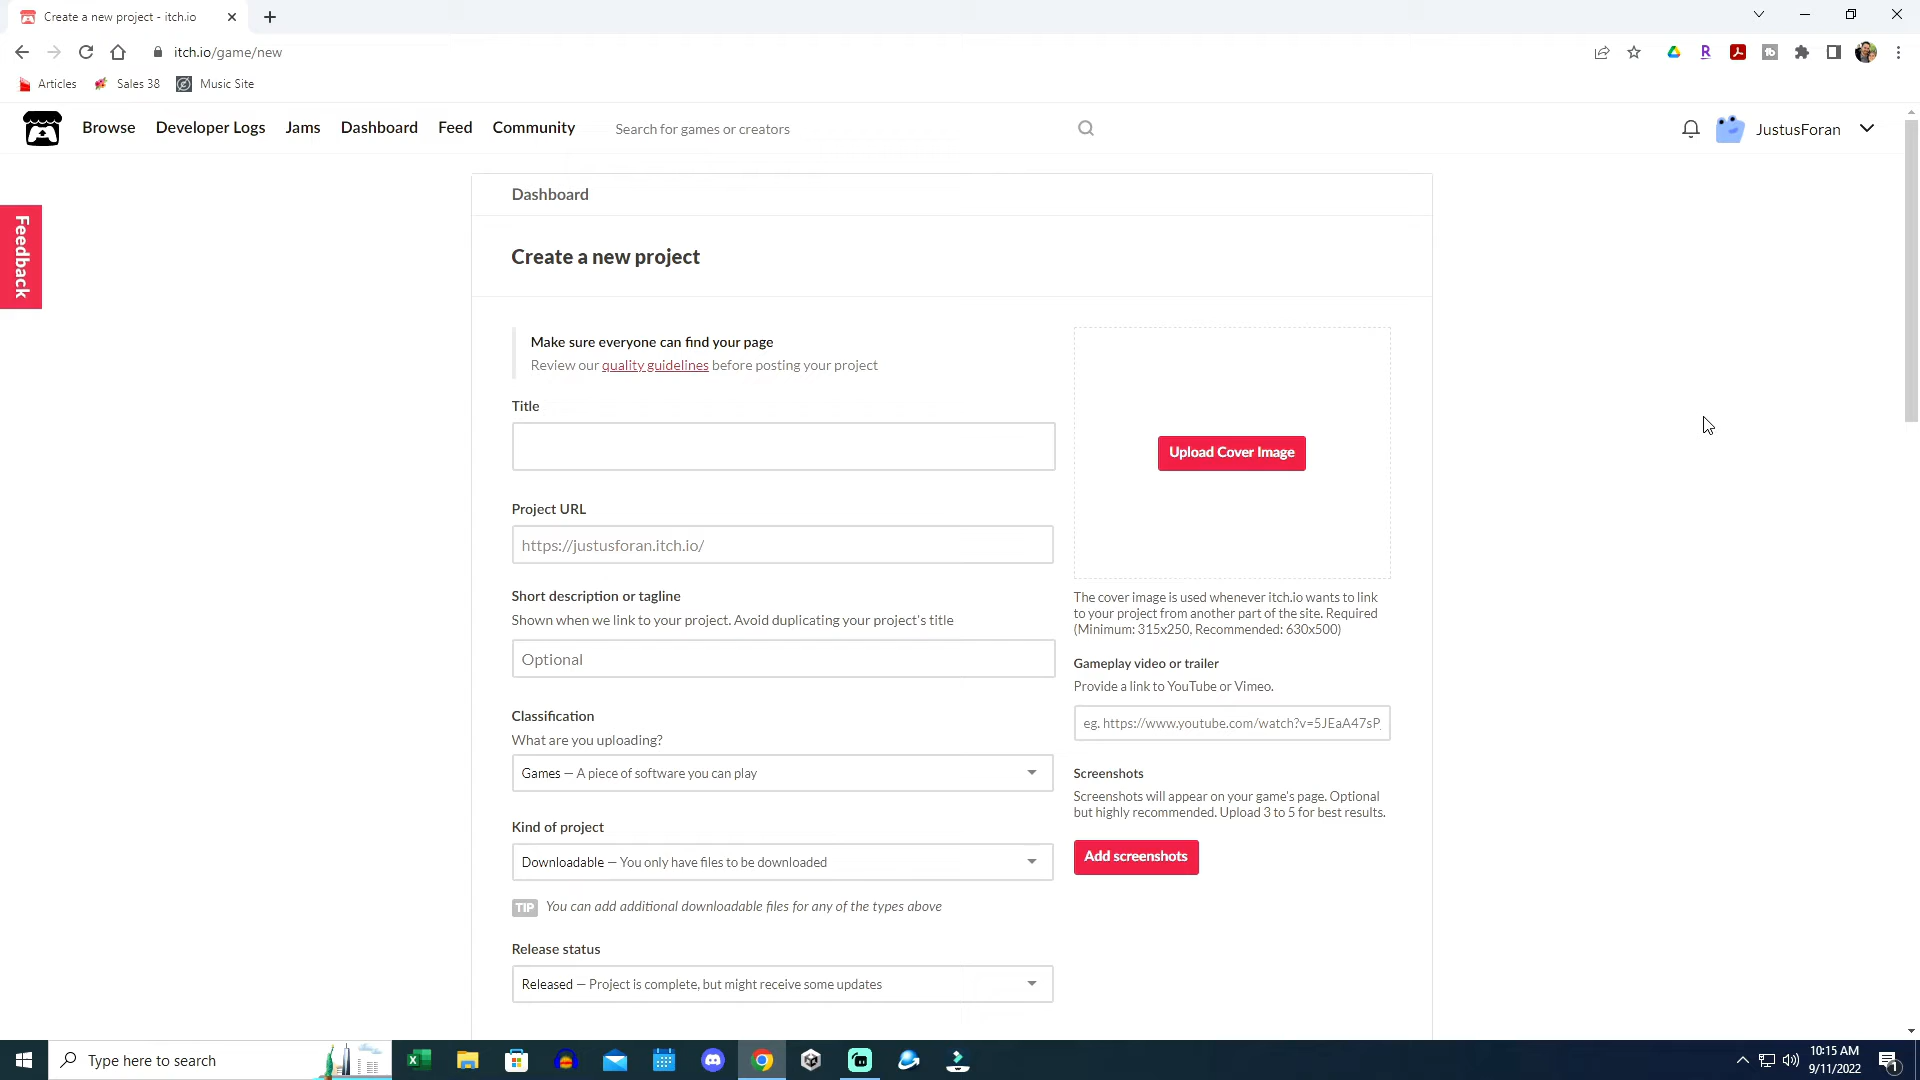 Create a new project - itch.io
itch.io/game/new
Articles
Sales 38
Music Site
Browse
Developer Logs
Jams
Dashboard
Feed
Community
Search for games or creators
JustusForan
Feedback
Dashboard
Create a new project
Make sure everyone can find your page
Review our quality guidelines before posting your project
Title
Project URL
https://justusforan.itch.io/
Short description or tagline
Shown when we link to your project. Avoid duplicating your project's title
Optional
Classification
What are you uploading?
Games — A piece of software you can play
Kind of project
Downloadable — You only have files to be downloaded
TIP You can add additional downloadable files for any of the types above
Release status
Released — Project is complete, but might receive some updates
Upload Cover Image
The cover image is used whenever itch.io wants to link
to your project from another part of the site. Required
(Minimum: 315x250, Recommended: 630x500)
Gameplay video or trailer
Provide a link to YouTube or Vimeo.
eg. https://www.youtube.com/watch?v=5JEaA47sP
Screenshots
Screenshots will appear on your game's page. Optional
but highly recommended. Upload 3 to 5 for best results.
Add screenshots
Type here to search
10:15 AM
9/11/2022
1